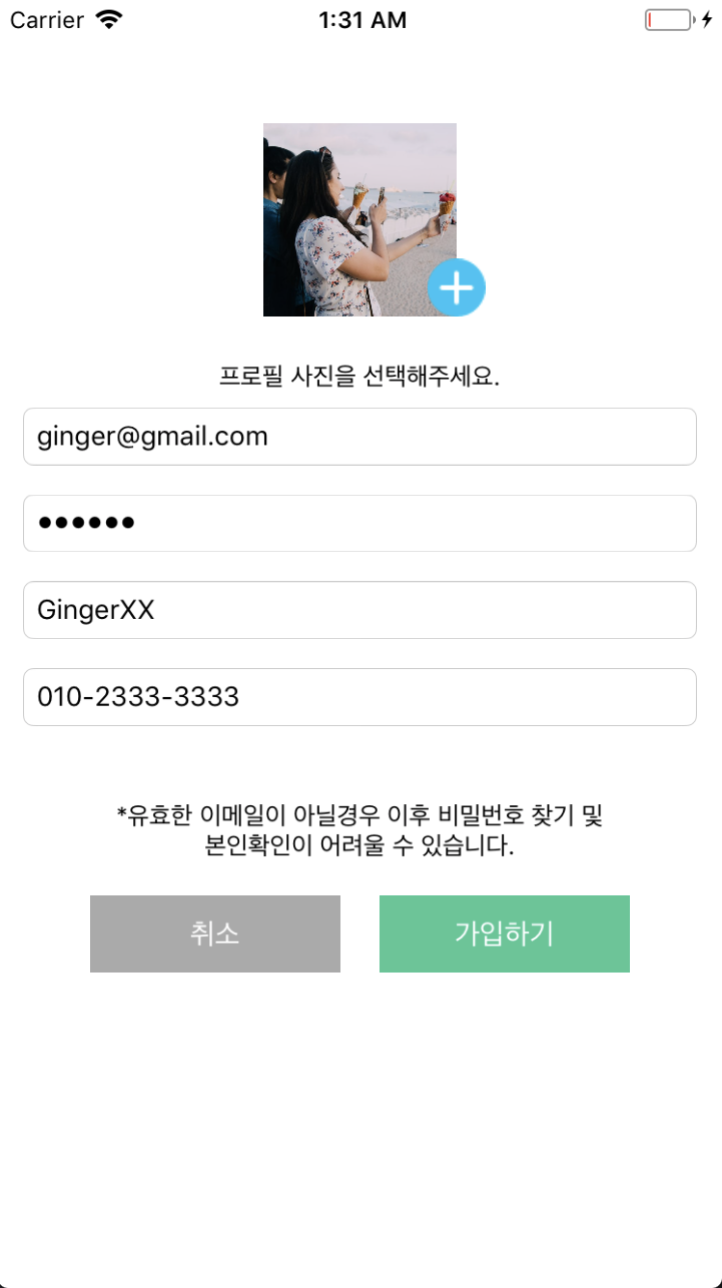 Carrier 1:31 AM
프로필 사진을 선택해주세요.
ginger@gmail.com
••••••
GingerXX
010-2333-3333
*유효한 이메일이 아닐경우 이후 비밀번호 찾기 및
본인확인이 어려울 수 있습니다.
취소 가입하기